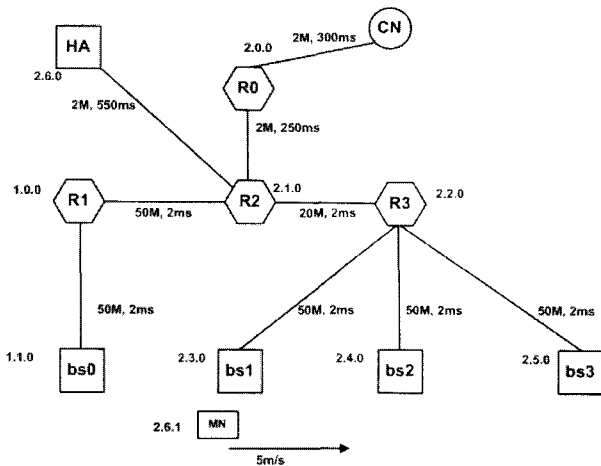 CN
HA
2.0.0
2M, 300ms
2.6.0
R0
2M, 550ms
2M, 250ms
1.0.0
R1
R2
2.1.0
R3
2.2.0
50M, 2ms
20M, 2ms
50M, 2ms
50M, 2ms
50M, 2ms
50M, 2ms
1.1.0
bs0
2.3.0
bs1
2.4.0
bs2
2.5.0
bs3
2.6.1
MN
5m/s